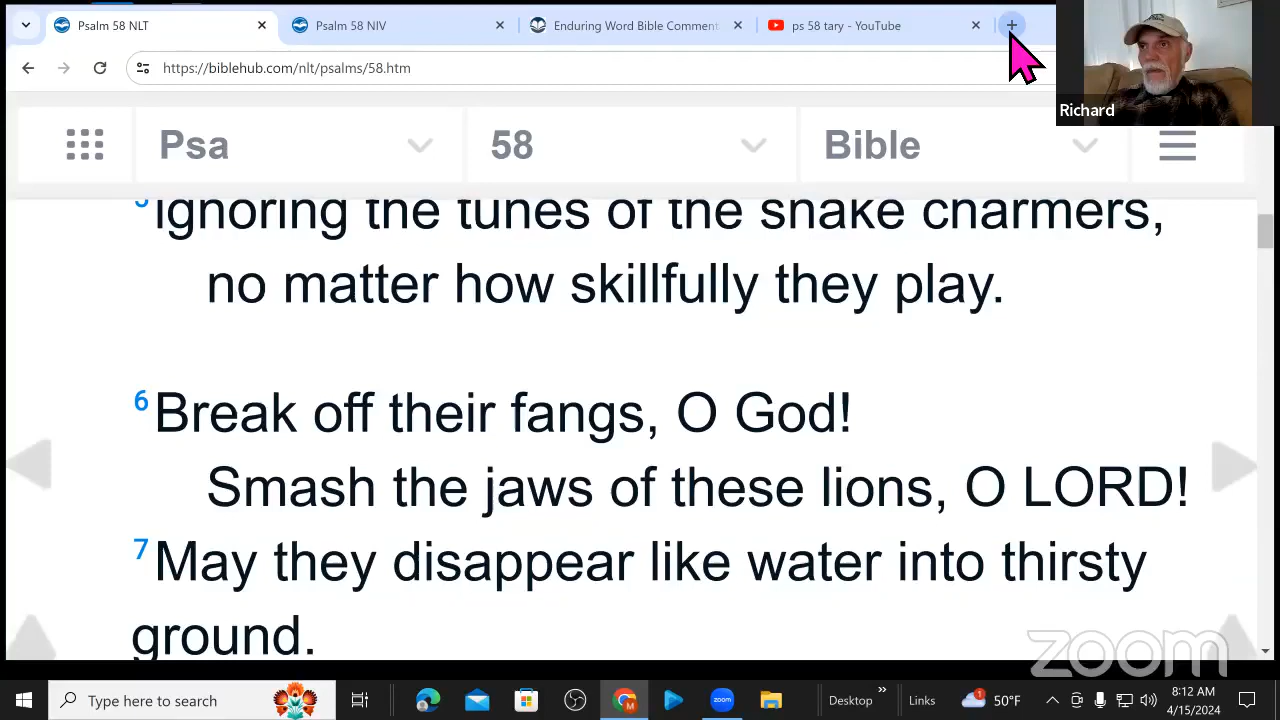 Psalm 58 NLT
Psalm 58 NIV
Enduring Word Bible Comment
ps 58 tary - YouTube
https://biblehub.com/nlt/psalms/58.htm
Richard
Psa
58
Bible
5 ignoring the tunes of the snake charmers,
no matter how skillfully they play.
6 Break off their fangs, O God!
Smash the jaws of these lions, O LORD!
7 May they disappear like water into thirsty
ground.
zoom
Type here to search
zoom
Desktop
Links
1
50°F
8:12 AM
4/15/2024